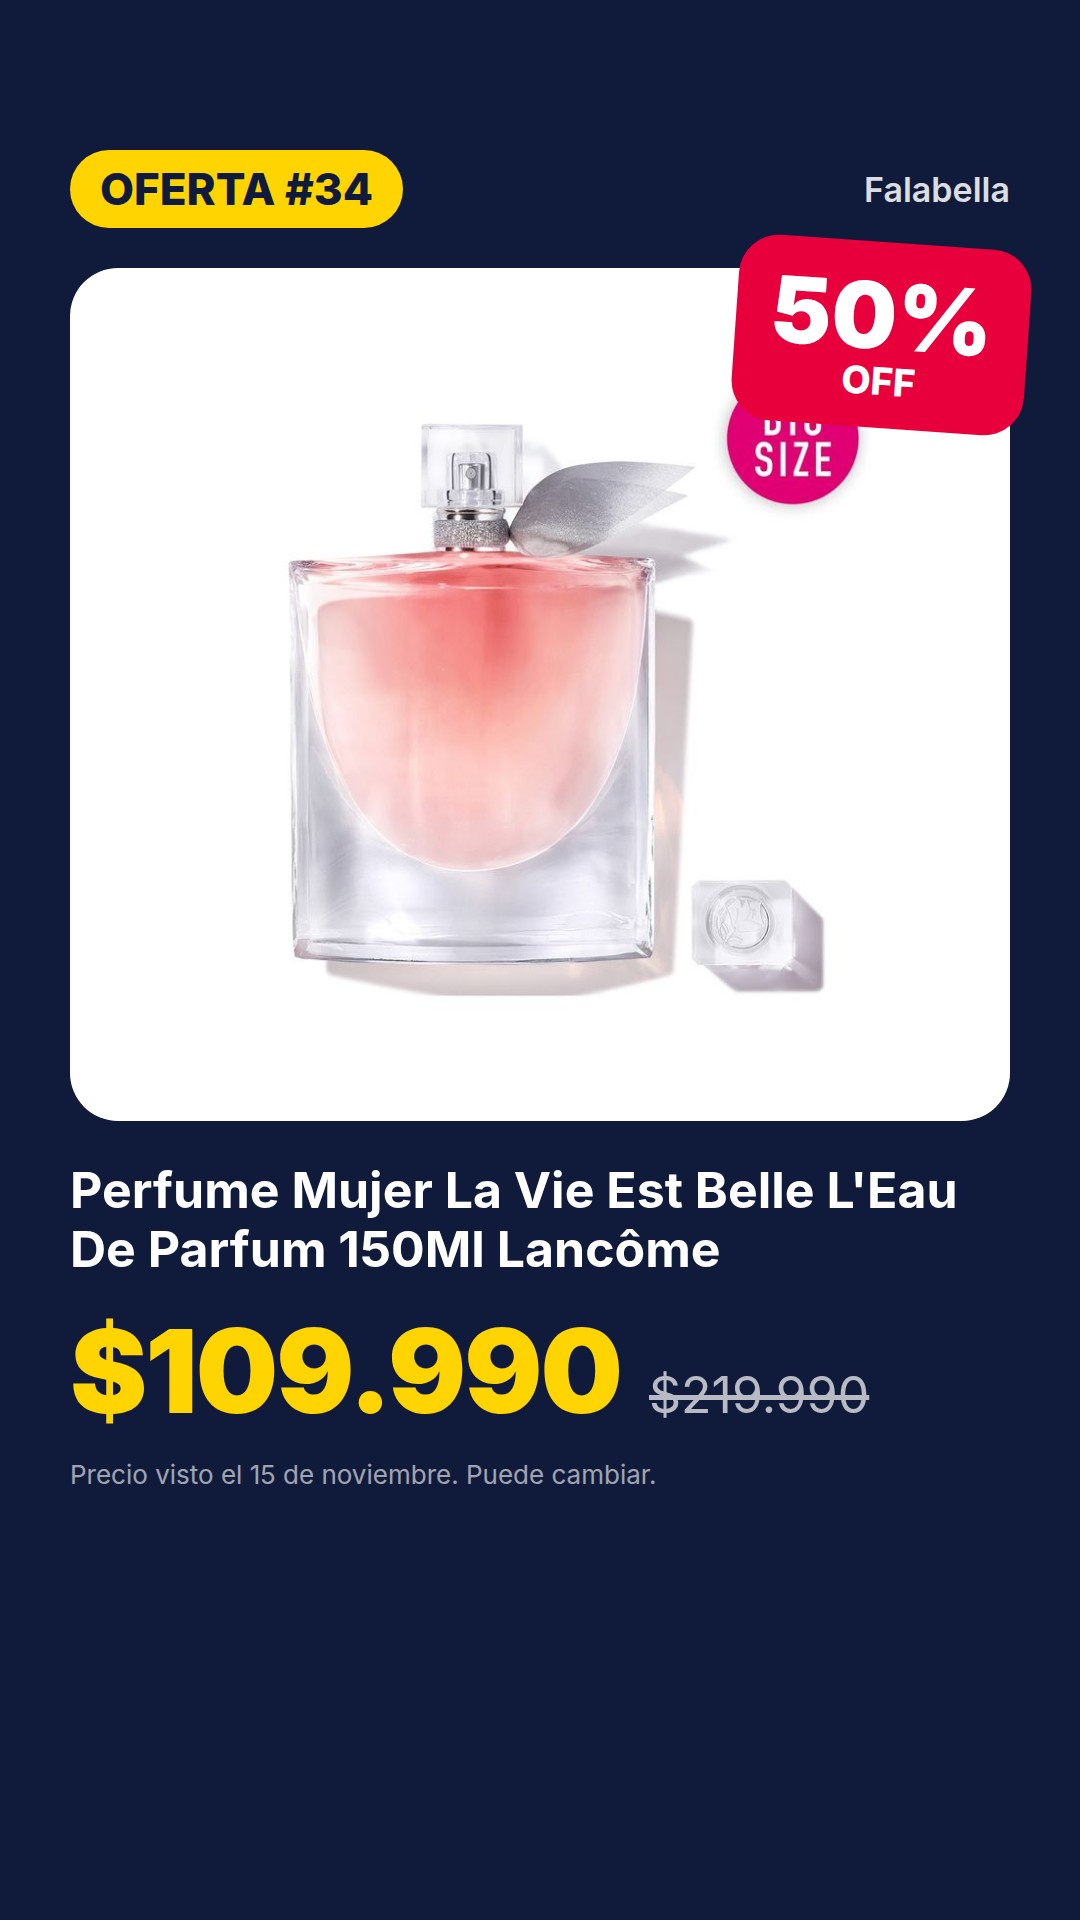 OFERTA #34
Falabella
50%
OFF
SIZE
Perfume Mujer La Vie Est Belle L'Eau
De Parfum 150Ml Lancôme
$109.990 $219.990
Precio visto el 15 de noviembre. Puede cambiar.